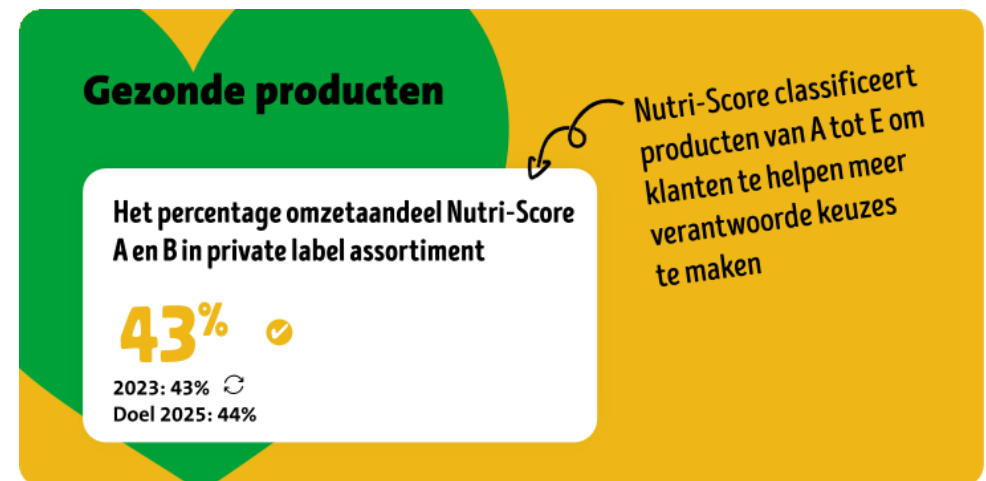 Gezonde producten
Nutri-Score classificeert
producten van A tot E om
klanten te helpen meer
verantwoorde keuzes
te maken
Het percentage omzetaandeel Nutri-Score
A en B in private label assortiment
43%
2023: 43%
Doel 2025: 44%